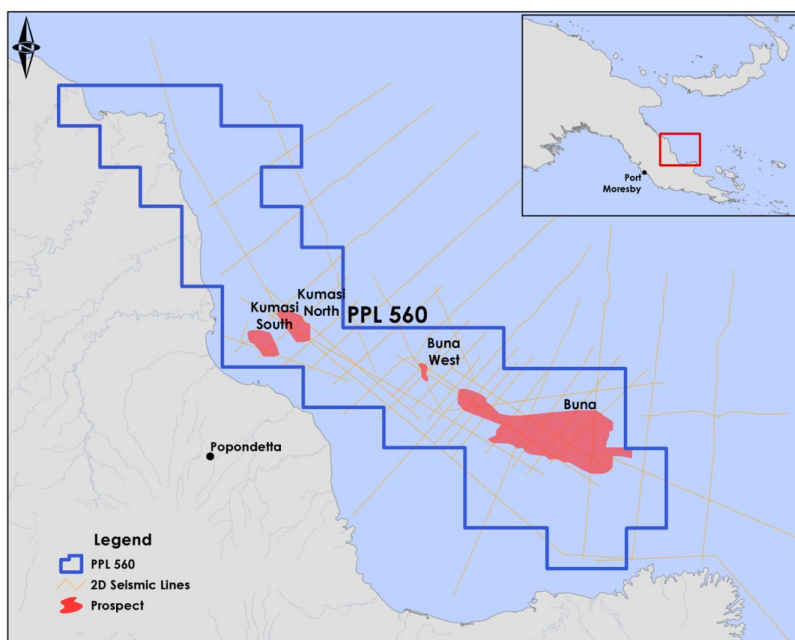 N
Port
Moresby
Kumasi
North
Kumasi
South
PPL 560
Buna
West
Buna
Popondetta
Legend
PPL 560
2D Seismic Lines
Prospect